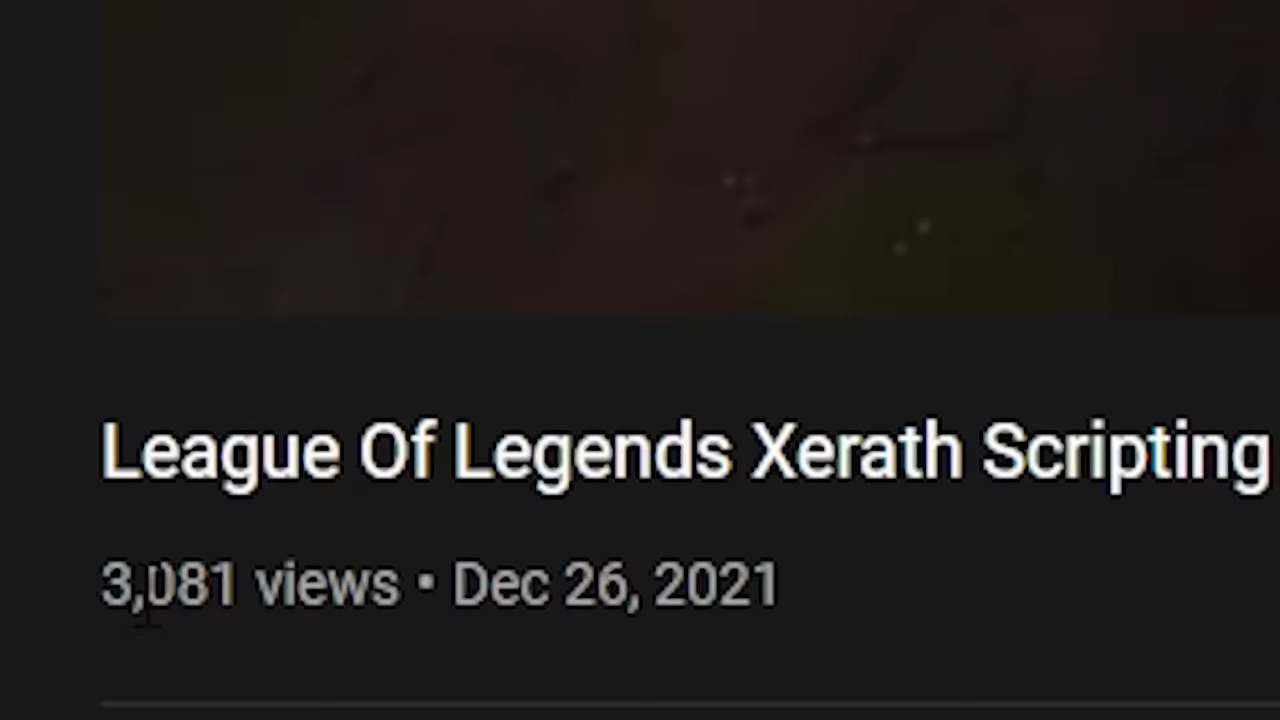 League Of Legends Xerath Scripting
3,081 views • Dec 26, 2021